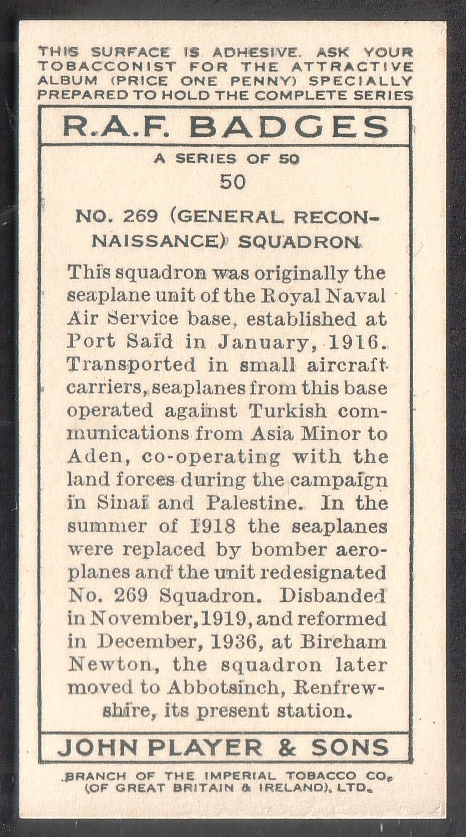 THIS SURFACE IS ADHESIVE. ASK YOUR
TOBACCONIST FOR THE ATTRACTIVE
ALBUM (PRICE ONE PENNY) SPECIALLY
PREPARED TO HOLD THE COMPLETE SERIES
R.A.F. BADGES
A SERIES OF 50
50
NO. 269 (GENERAL RECON-
NAISSANCE) SQUADRON
This squadron was originally the
seaplane unit of the Royal Naval
Air Service base, established at
Port Said in January, 1916.
Transported in small aircraft
carriers, seaplanes from this base
operated against Turkish com-
munications from Asia Minor to
Aden, co-operating with the
land forces during the campaign
in Sinai and Palestine. In the
summer of 1918 the seaplanes
were replaced by bomber aero-
planes and the unit redesignated
No. 269 Squadron. Disbanded
in November, 1919, and reformed
in December, 1936, at Bircham
Newton, the squadron later
moved to Abbotsinch, Renfrew-
shire, its present station.
JOHN PLAYER & SONS
BRANCH OF THE IMPERIAL TOBACCO CO.
(OF GREAT BRITAIN & IRELAND), LTD.